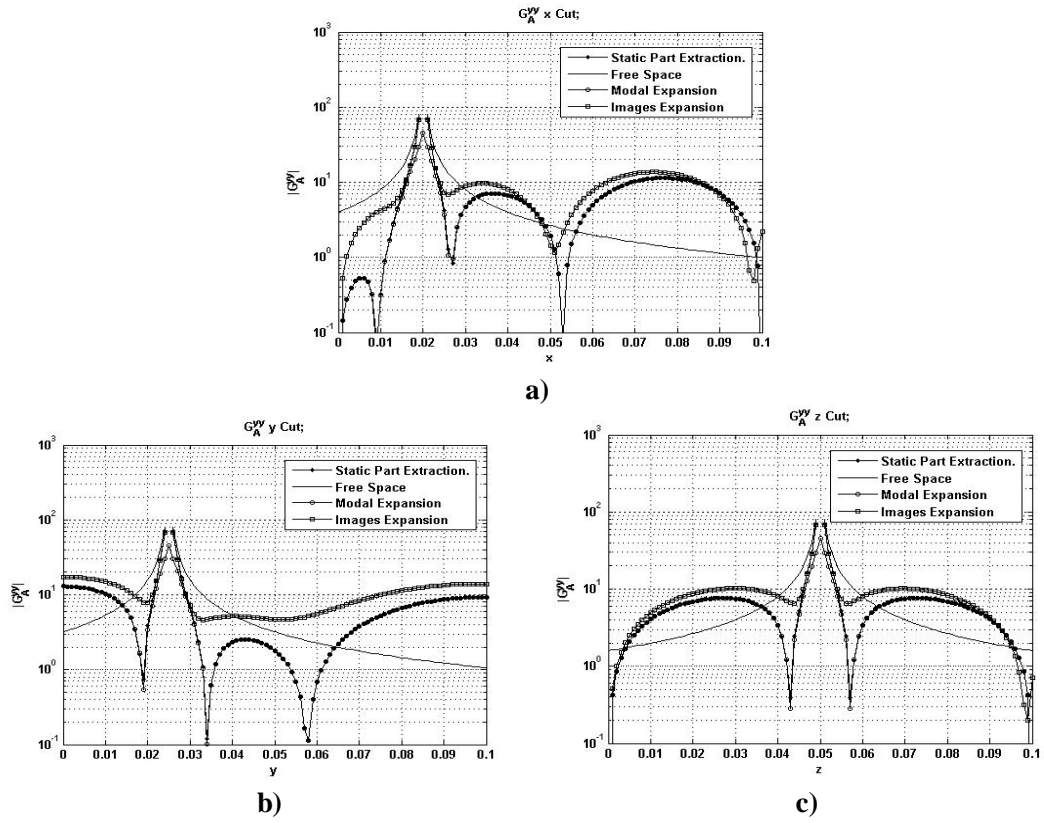 G_A^yy x Cut;
10^3
10^2
10^1
10^0
10^-1
|G_A^yy|
Static Part Extraction.
Free Space
Modal Expansion
Images Expansion
0 0.01 0.02 0.03 0.04 0.05 0.06 0.07 0.08 0.09 0.1
x
a)
G_A^yy y Cut;
10^3
10^2
10^1
10^0
10^-1
|G_A^yy|
Static Part Extraction.
Free Space
Modal Expansion
Images Expansion
0 0.01 0.02 0.03 0.04 0.05 0.06 0.07 0.08 0.09 0.1
y
b)
G_A^yy z Cut;
10^3
10^2
10^1
10^0
10^-1
|G_A^yy|
Static Part Extraction.
Free Space
Modal Expansion
Images Expansion
0 0.01 0.02 0.03 0.04 0.05 0.06 0.07 0.08 0.09 0.1
z
c)